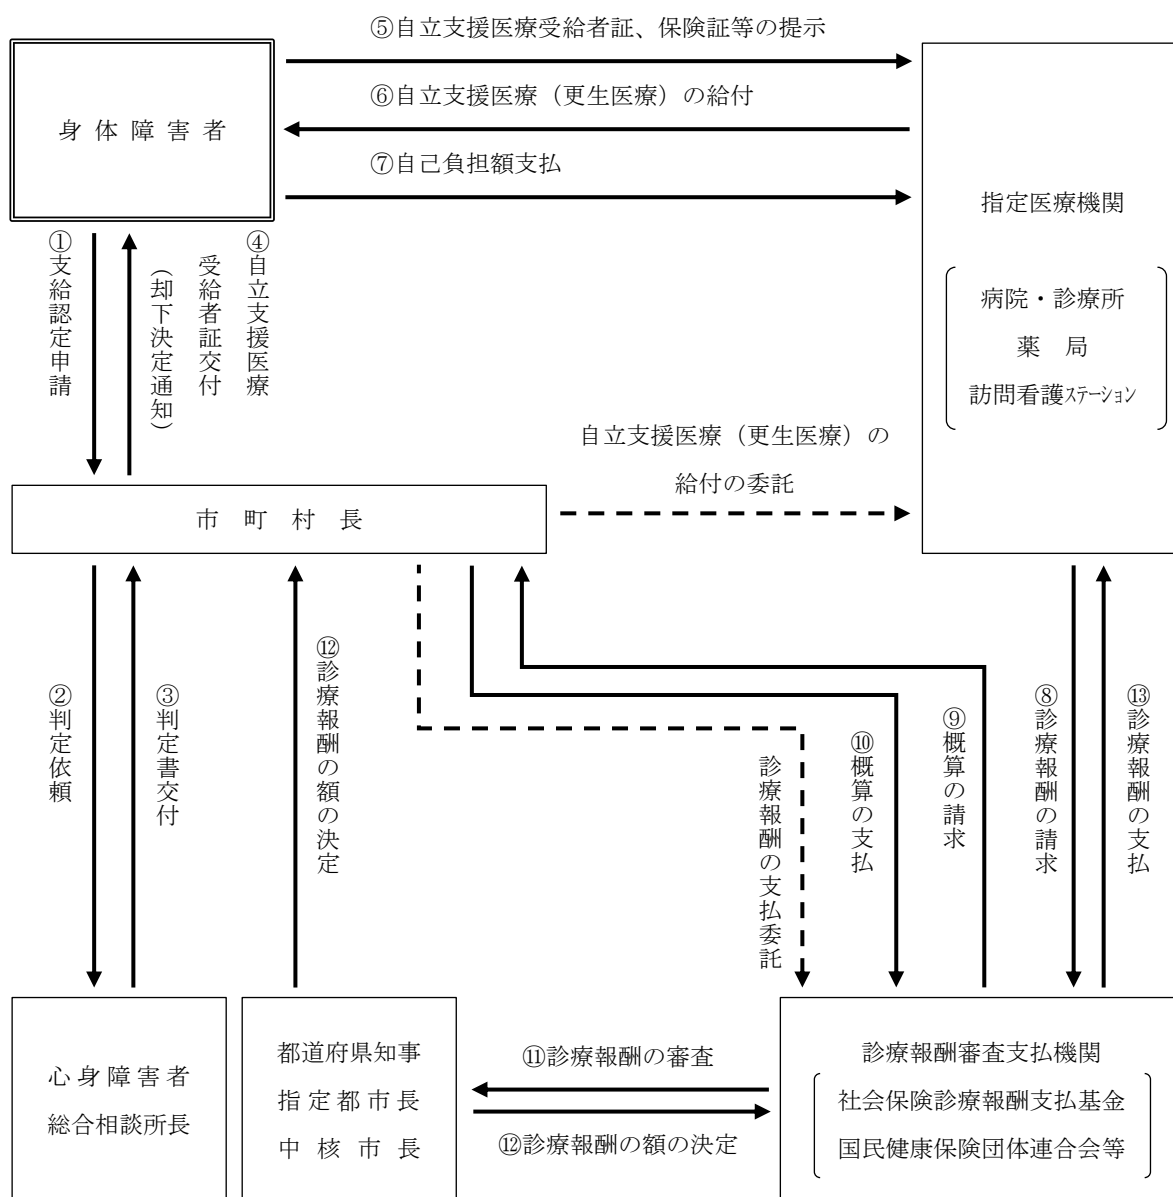 ⑤自立支援医療受給者証、保険証等の提示
⑥自立支援医療（更生医療）の給付
⑦自己負担額支払
身体障害者
指定医療機関
病院・診療所
薬　局
訪問看護ｽﾃｰｼｮﾝ
①支給認定申請
④自立支援医療
受給者証交付
（却下決定通知）
自立支援医療（更生医療）の
給付の委託
市　町　村　長
②判定依頼
③判定書交付
⑫診療報酬の額の決定
診療報酬の支払委託
⑩概算の支払
⑨概算の請求
⑧診療報酬の請求
⑬診療報酬の支払
心身障害者
総合相談所長
都道府県知事
指定都市長
中核市長
⑪診療報酬の審査
⑫診療報酬の額の決定
診療報酬審査支払機関
社会保険診療報酬支払基金
国民健康保険団体連合会等